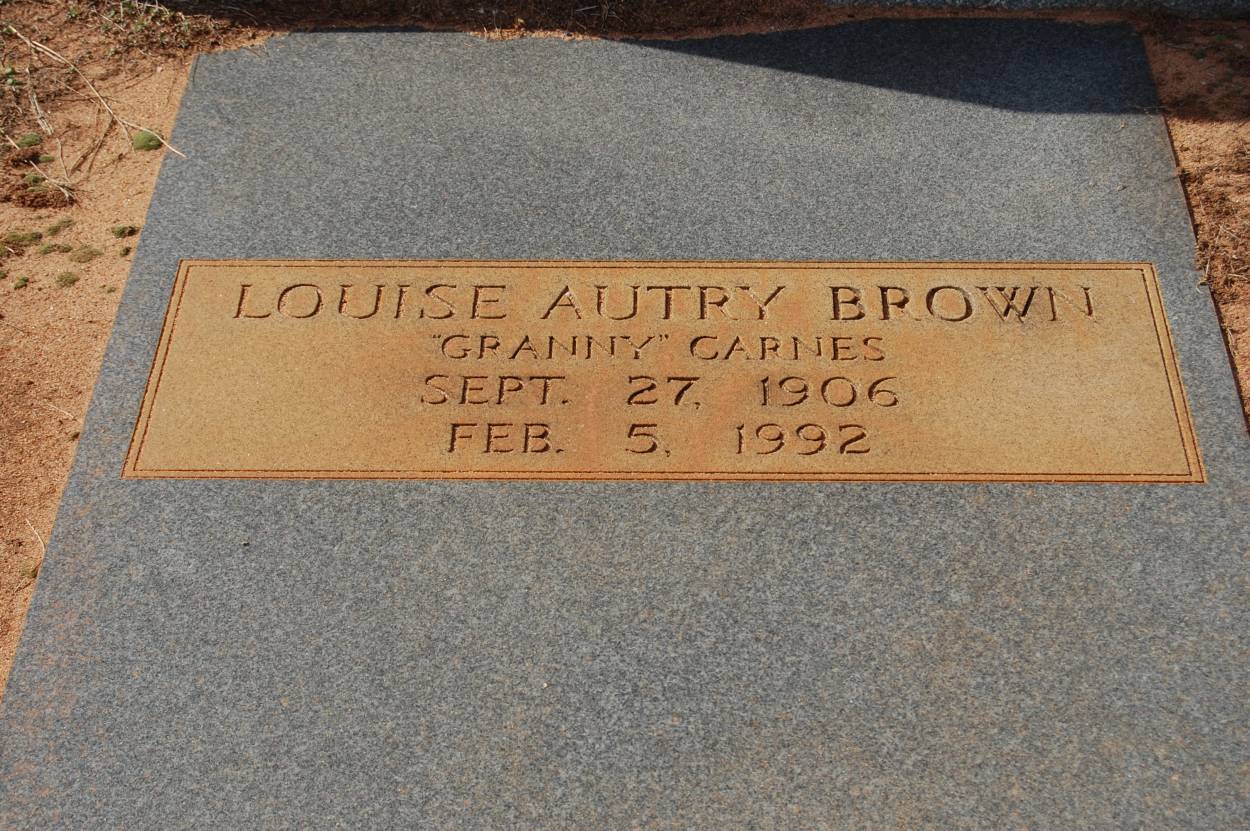 LOUISE AUTRY BROWN
"GRANNY" CARNES
SEPT. 27, 1906
FEB. 5, 1992